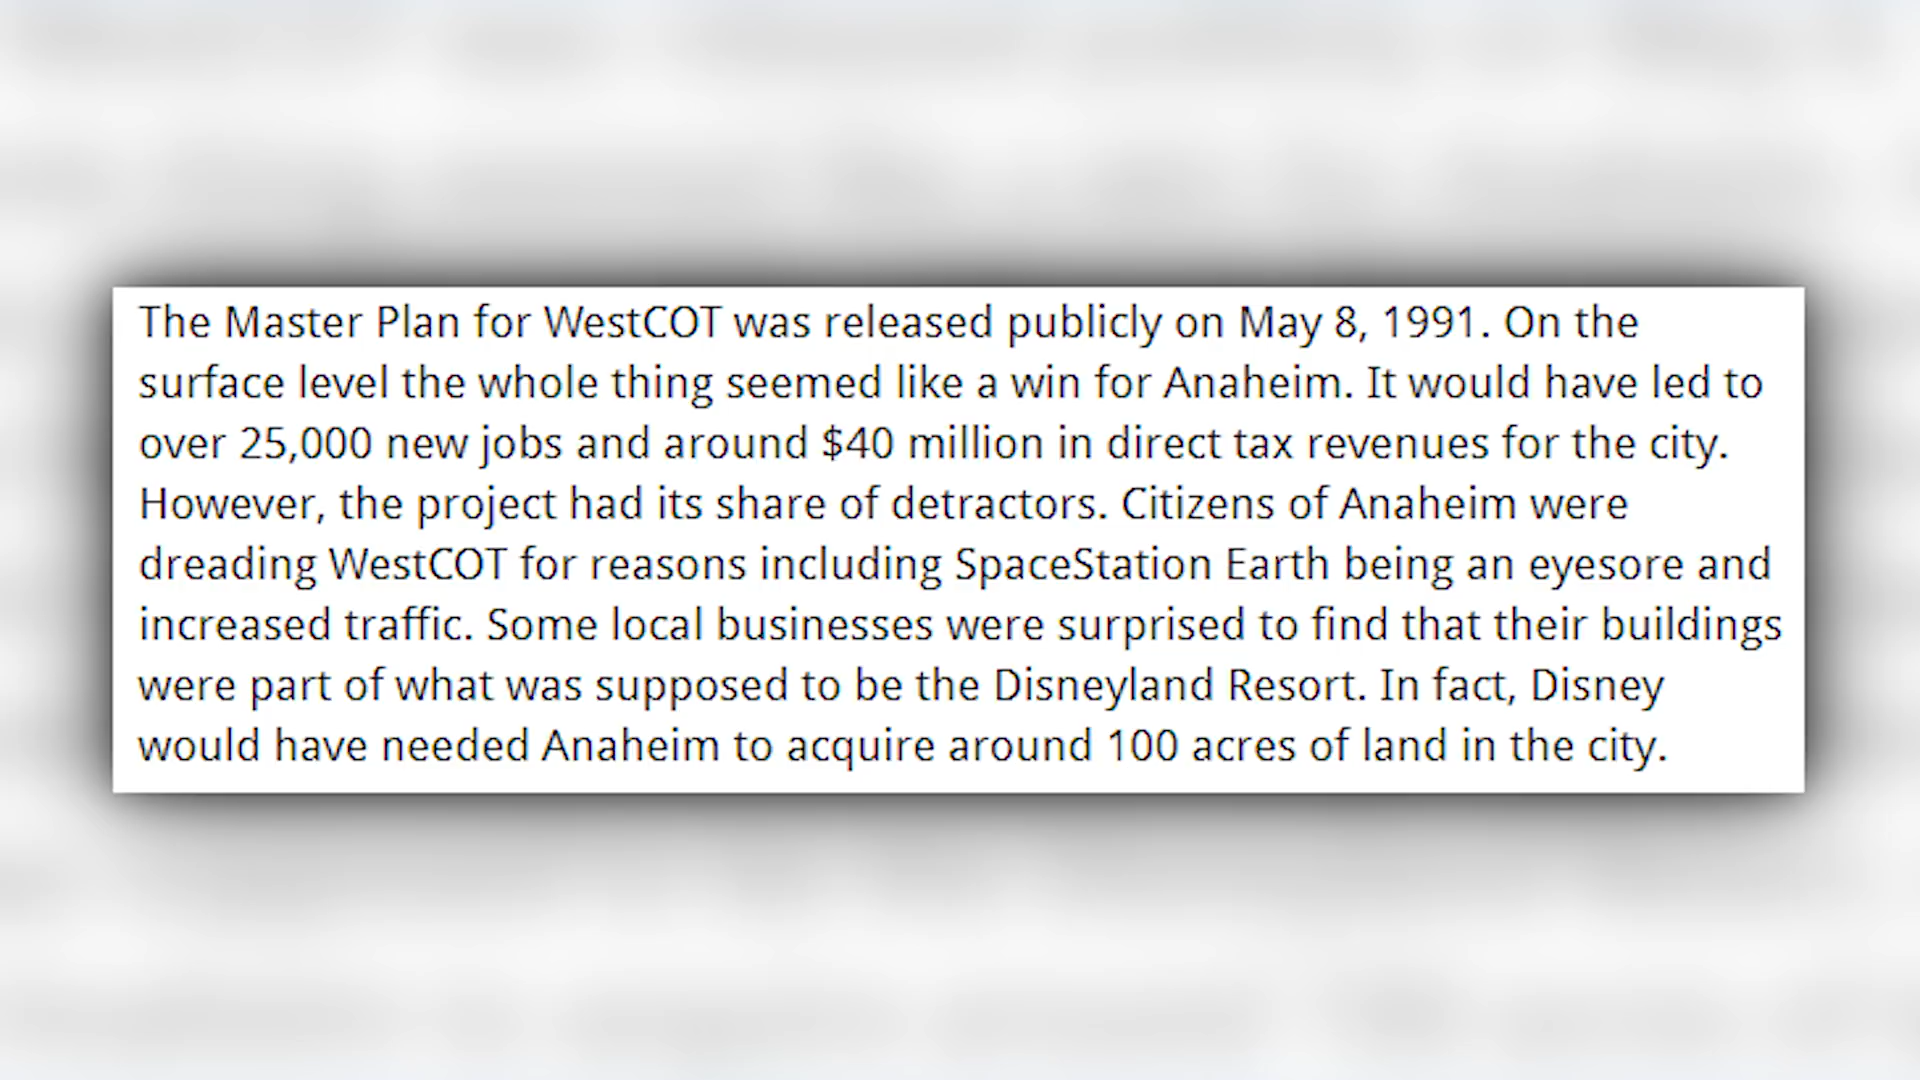 The Master Plan for WestCOT was released publicly on May 8, 1991. On the
surface level the whole thing seemed like a win for Anaheim. It would have led to
over 25,000 new jobs and around $40 million in direct tax revenues for the city.
However, the project had its share of detractors. Citizens of Anaheim were
dreading WestCOT for reasons including SpaceStation Earth being an eyesore and
increased traffic. Some local businesses were surprised to find that their buildings
were part of what was supposed to be the Disneyland Resort. In fact, Disney
would have needed Anaheim to acquire around 100 acres of land in the city.